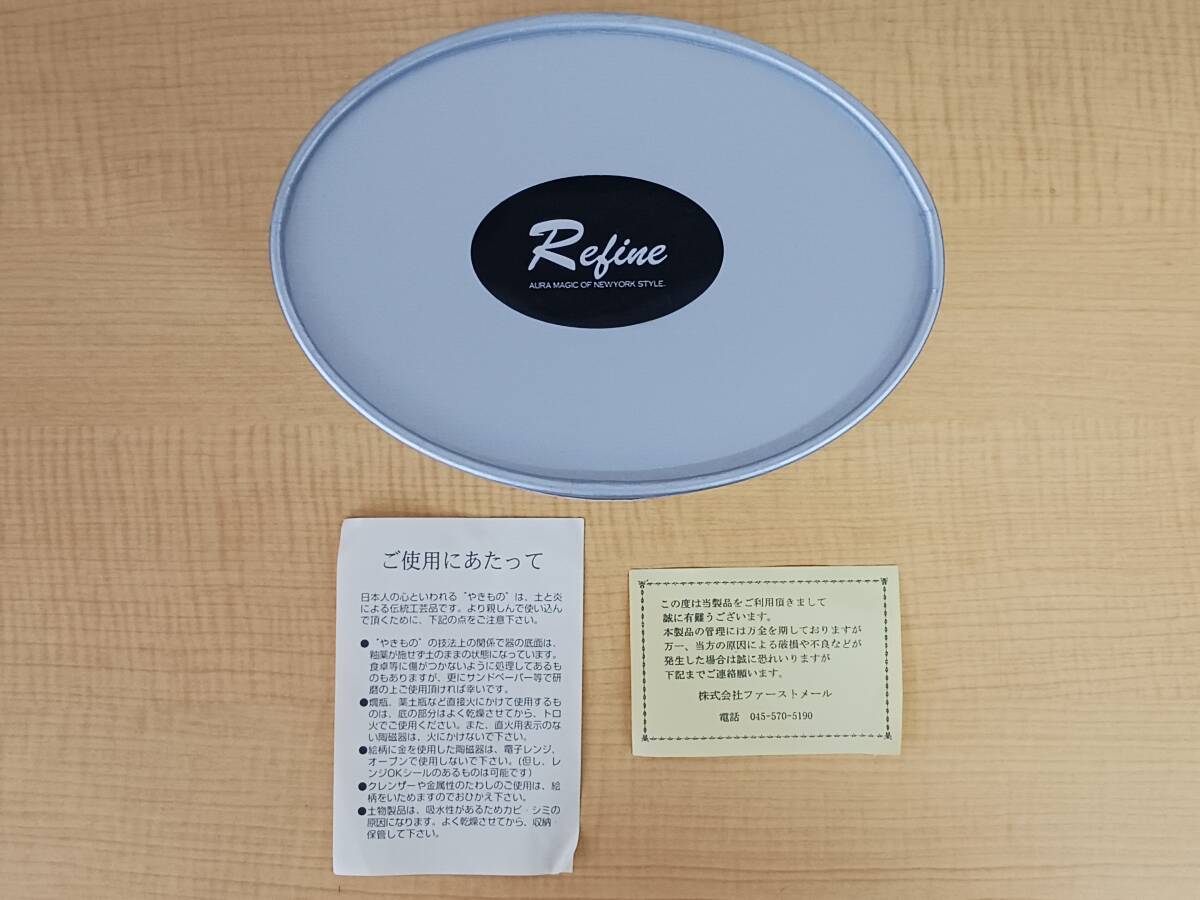 Refine
AURA MAGIC OF NEWYORK STYLE.
ご使用にあたって
日本人の心といわれる“やきもの”は、土と炎
による伝統工芸品です。より親しんで使い込ん
で頂くために、下記の点をご注意下さい。
●“やきもの”の技法上の関係で器の底面は、
釉薬が施せず土のままの状態になっています。
食卓等に傷がつかないように処理してあるも
のもありますが、更にサンドペーパー等で研
磨の上ご使用頂ければ幸いです。
●燗瓶、薬土瓶など直接火にかけて使用するも
のは、底の部分はよく乾燥させてから、トロ
火でご使用ください。また、直火用表示のな
い陶磁器は、火にかけないで下さい。
●絵柄に金を使用した陶磁器は、電子レンジ、
オーブンで使用しないで下さい。(但し、レ
ンジOKシールのあるものは可能です)
●クレンザーや金属性のたわしのご使用は、絵
柄をいためますのでおひかえ下さい。
●土物製品は、吸水性があるためカビ・シミの
原因になります。よく乾燥させてから、収納・
保管して下さい。
この度は当製品をご利用頂きまして
誠に有難うございます。
本製品の管理には万全を期しておりますが
万一、当方の原因による破損や不良などが
発生した場合は誠に恐れいりますが
下記までご連絡願います。
株式会社ファーストメール
電話 045-570-5190